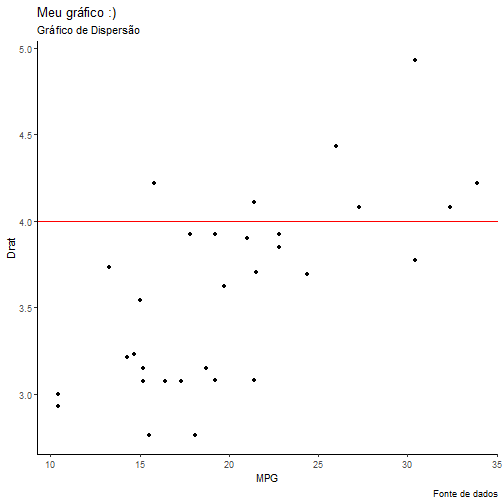 Meu gráfico :)
Gráfico de Dispersão
5.0
4.5
4.0
3.5
3.0
Drat
10 15 20 25 30 35
MPG
Fonte de dados